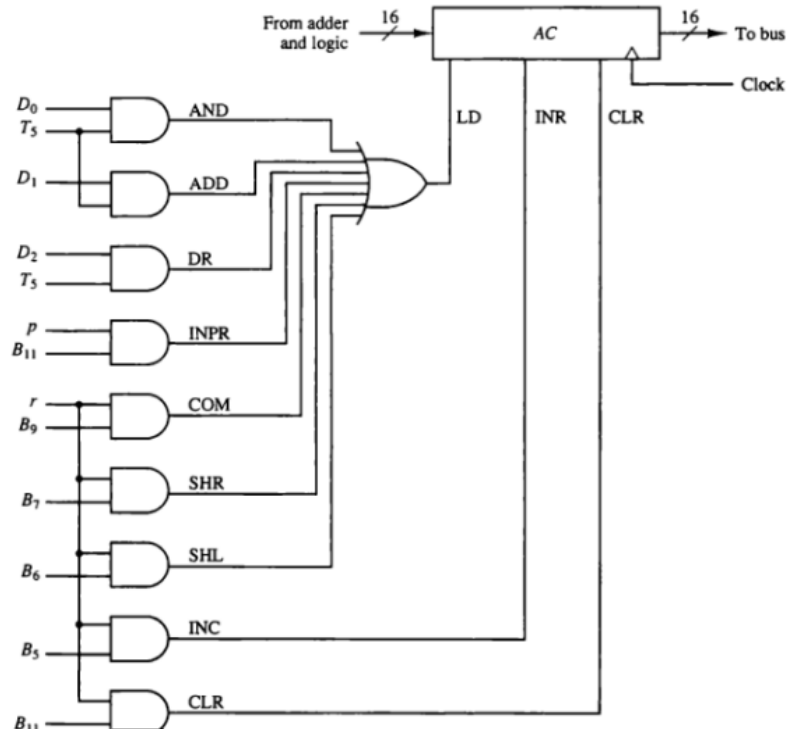 From adder
and logic
16
AC
16
To bus
Clock
LD
INR
CLR
D₀
T₅
AND
D₁
ADD
D₂
T₅
DR
p
B₁₁
INPR
r
B₉
COM
B₇
SHR
B₆
SHL
B₅
INC
B₁₁
CLR